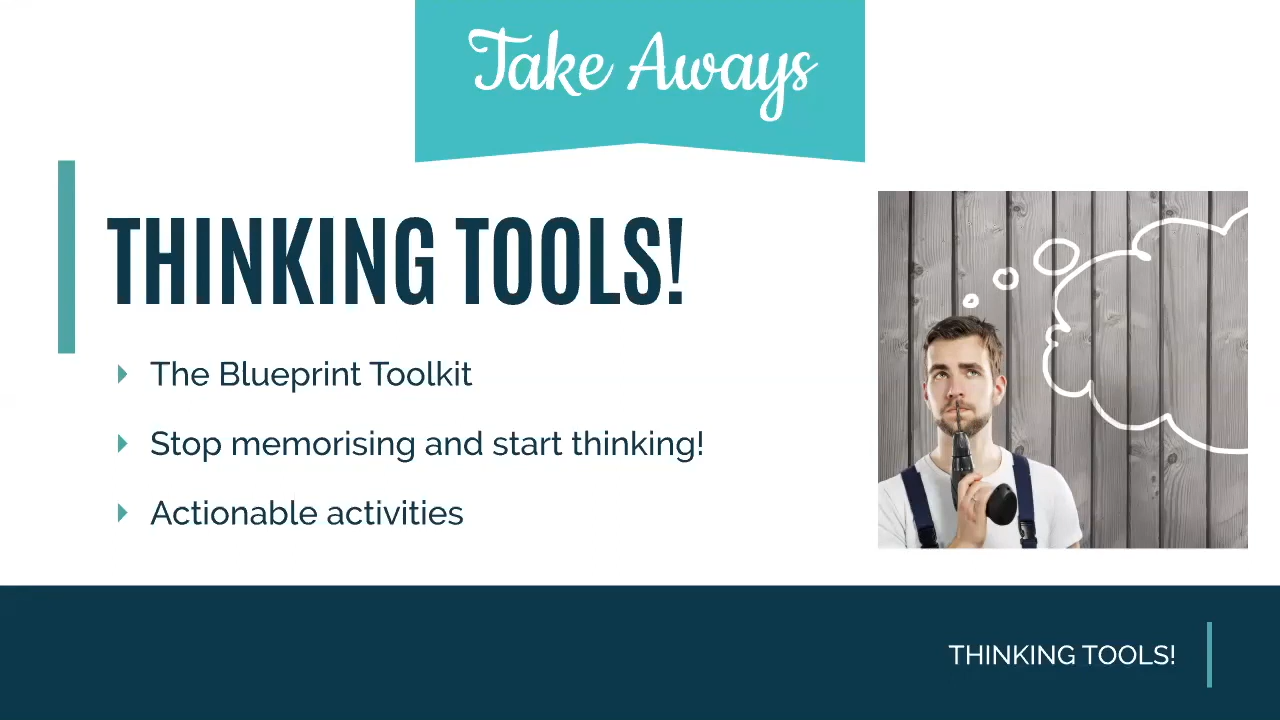 Take Aways
THINKING TOOLS!
The Blueprint Toolkit
Stop memorising and start thinking!
Actionable activities
THINKING TOOLS!